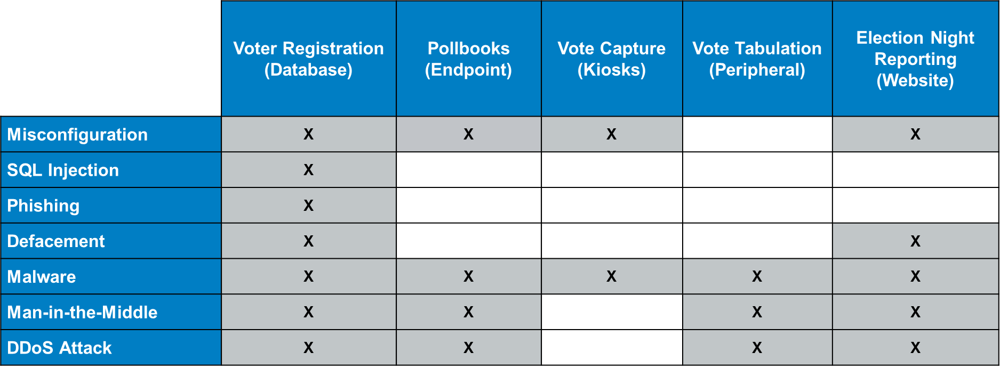 Voter Registration
(Database)
Pollbooks
(Endpoint)
Vote Capture
(Kiosks)
Vote Tabulation
(Peripheral)
Election Night
Reporting
(Website)
Misconfiguration X X X X
SQL Injection X
Phishing X
Defacement X X
Malware X X X X X
Man-in-the-Middle X X X X
DDoS Attack X X X X